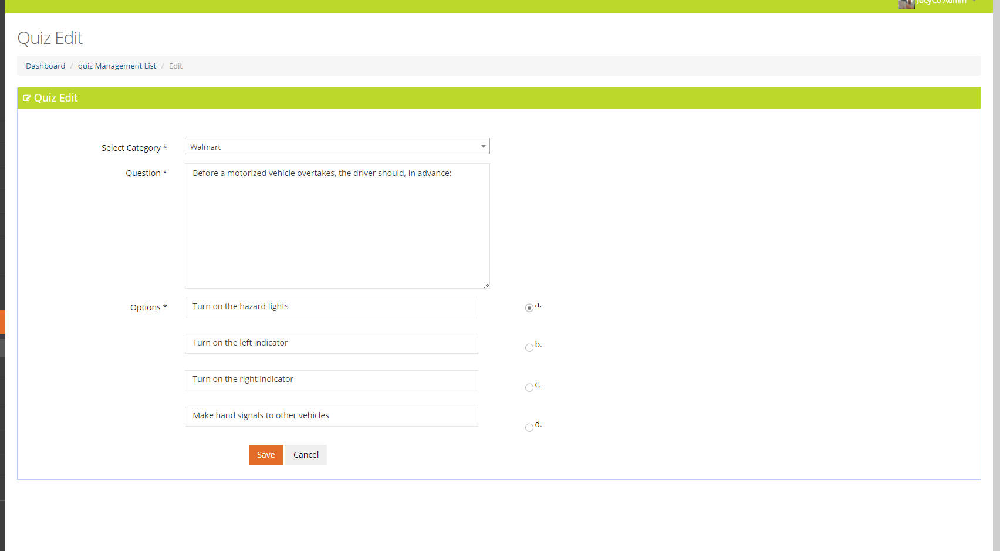 JoeyCo Admin
Quiz Edit
Dashboard / quiz Management List / Edit
Quiz Edit
Select Category * Walmart
Question * Before a motorized vehicle overtakes, the driver should, in advance:
Options * Turn on the hazard lights a.
Turn on the left indicator b.
Turn on the right indicator c.
Make hand signals to other vehicles d.
Save Cancel